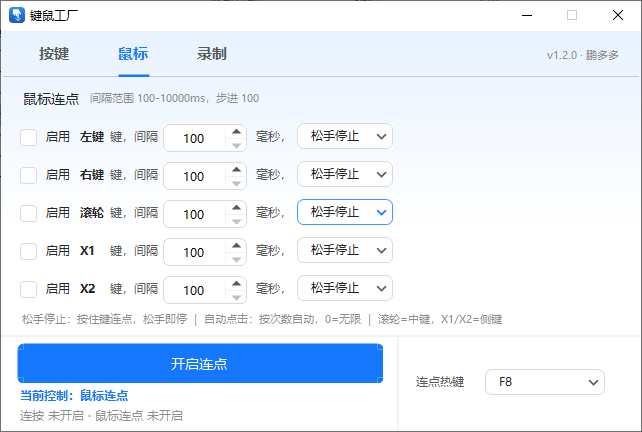 键鼠工厂
按键 鼠标 录制 v1.2.0 · 鹏多多
鼠标连点 间隔范围 100-10000ms，步进 100
启用 左键 键，间隔 100 毫秒， 松手停止
启用 右键 键，间隔 100 毫秒， 松手停止
启用 滚轮 键，间隔 100 毫秒， 松手停止
启用 X1 键，间隔 100 毫秒， 松手停止
启用 X2 键，间隔 100 毫秒， 松手停止
松手停止：按住键连点，松手即停 | 自动点击：按次数自动，0=无限 | 滚轮=中键，X1/X2=侧键
开启连点
当前控制：鼠标连点
连按 未开启 · 鼠标连点 未开启
连点热键 F8